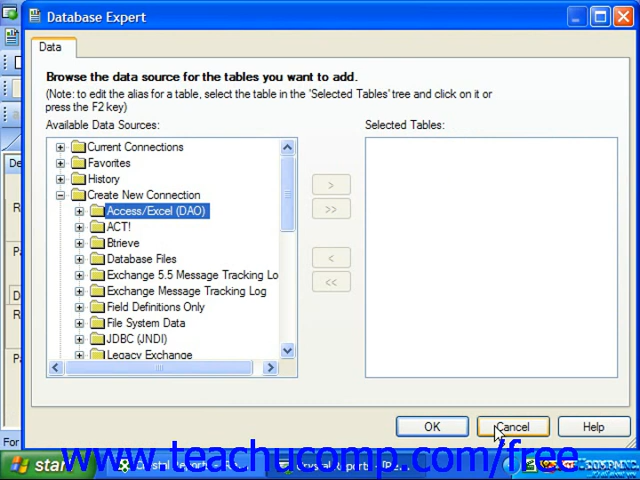 Database Expert
Data
Browse the data source for the tables you want to add.
(Note: to edit the alias for a table, select the table in the 'Selected Tables' tree and click on it or
press the F2 key)
Available Data Sources:
Selected Tables:
Current Connections
Favorites
History
Create New Connection
Access/Excel (DAO)
ACT!
Btrieve
Database Files
Exchange 5.5 Message Tracking Lo
Exchange Message Tracking Log
Field Definitions Only
File System Data
JDBC (JNDI)
Legacy Exchange
>
>>
<
<<
OK
Cancel
Help
For
start
www.teachucomp.com/free